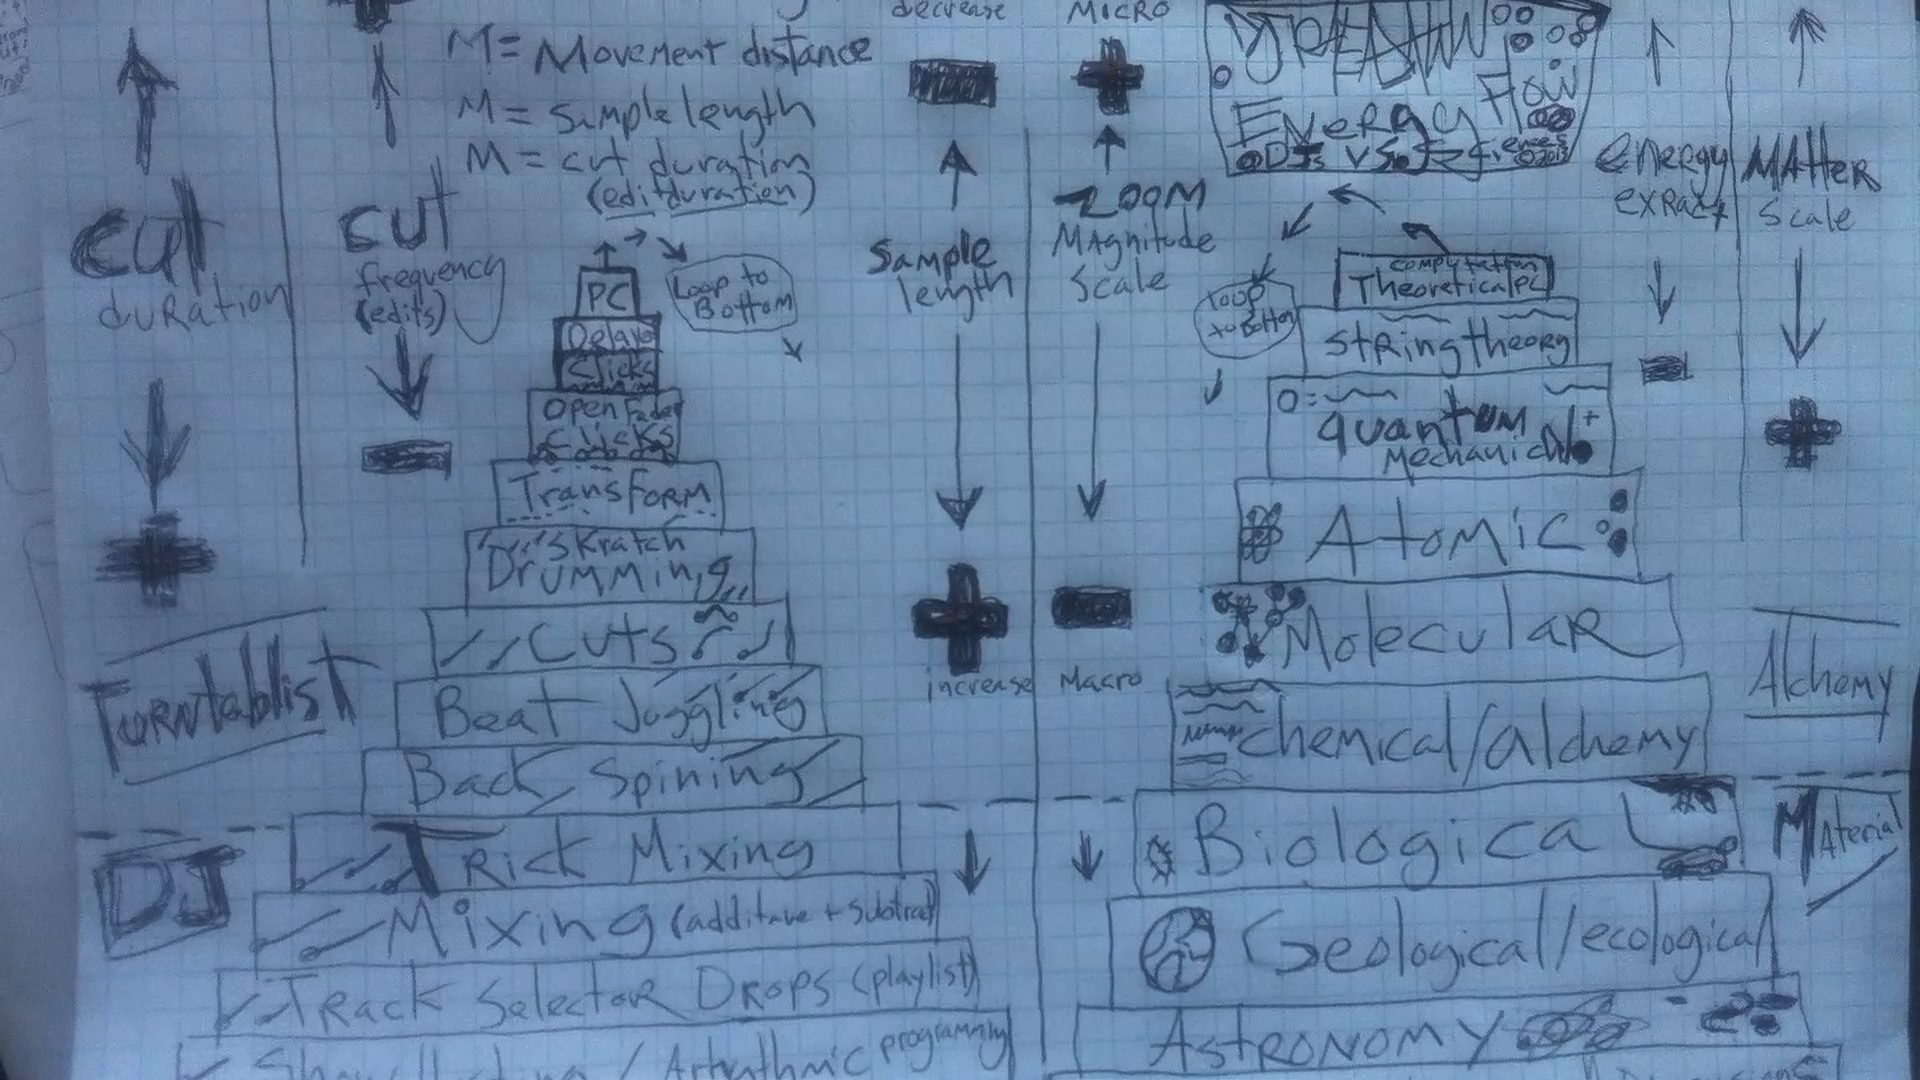 decrease
MICRO
M = Movement distance
M = sample length
M = cut duration
(edit duration)
Energy Flow
DJs vs.
energy
exract
MAtter
Scale
cut
duration
cut
frequency
(edits)
PC
Loop to
Bottom
Sample
length
ZOOM
MAgnitude
Scale
loop
to Bottom
computation
Theoretical PC
Delays
Clicks
string theory
Open Fader
Clicks
quantum
Mechanic
Transform
Atomic
Skratch
Drumming
Cuts
Molecular
increase
Macro
Turntablist
Beat Juggling
Chemical/alchemy
Alchemy
Back Spining
DJ
Trick Mixing
Biological
Material
Mixing (additave + Subtract)
Geological/ecological
Track Selector Drops (playlist)
Astronomy
/ Artrythmic programming